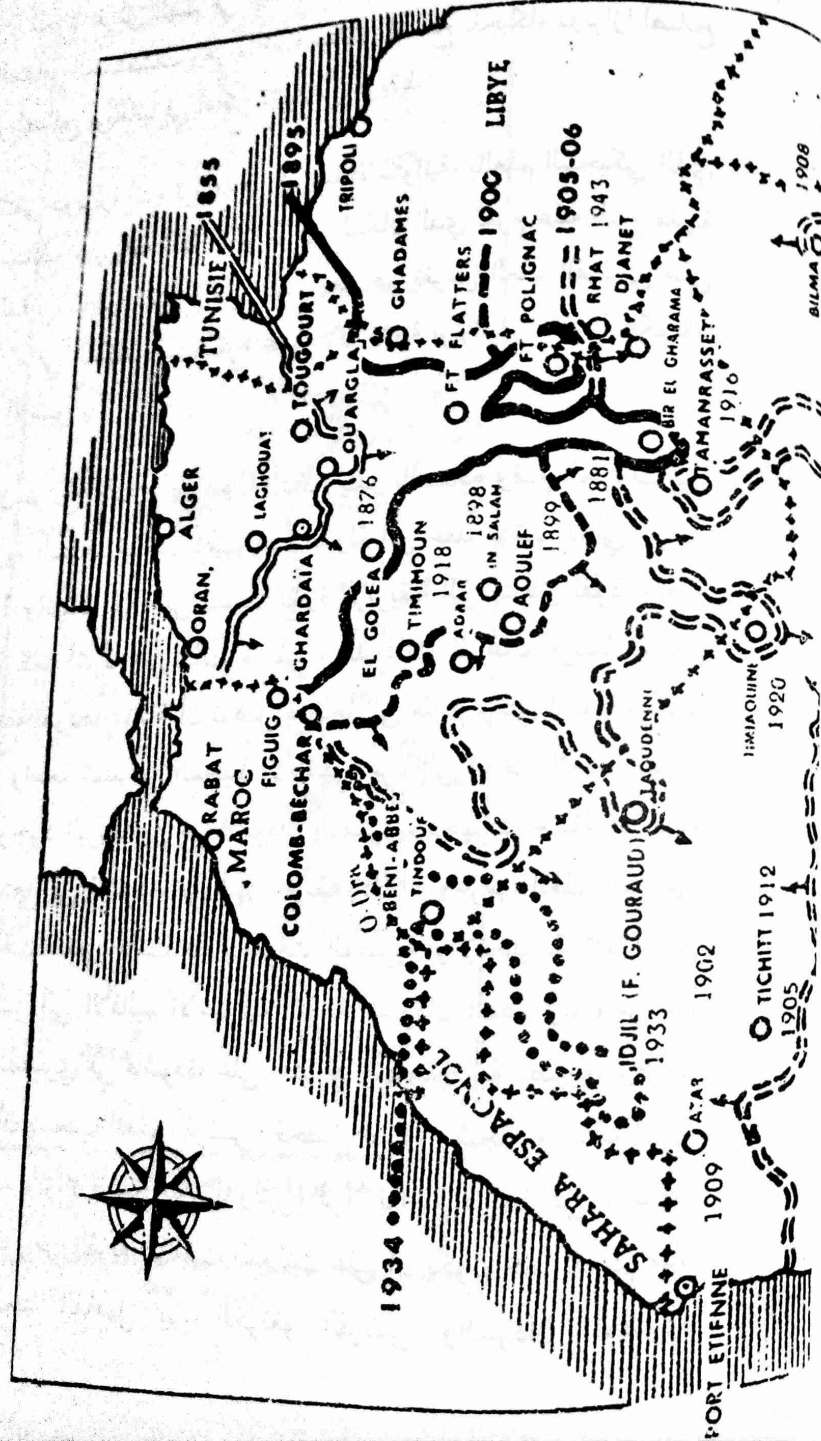 1855
1895
TUNISIE
TRIPOLI
ALGER
ORAN
LAGHOUAT
TOUGOURT
OUARGLA
GHARDAÏA
GHADAMES
LIBYE
RABAT
MAROC
FIGUIG
COLOMB-BECHAR
EL GOLEA
1876
FT FLATTERS
1900
FT POLIGNAC
1905-06
TIMIMOUN
1918
1898
ADRAR
IN SALAH
AOULEF
1899
1881
RHAT 1943
DJANET
BIR EL GHARAMA
TAMANRASSET
1916
BENI-ABBES
TINDOUF
1934
SAHARA ESPAGNOL
IDJIL (F. GOURAUD)
1933
TAOUDENNI
TIMIAOUINE
1920
1908
BILMA
1902
ATAR
1909
TICHITT 1912
1905
PORT ETIENNE